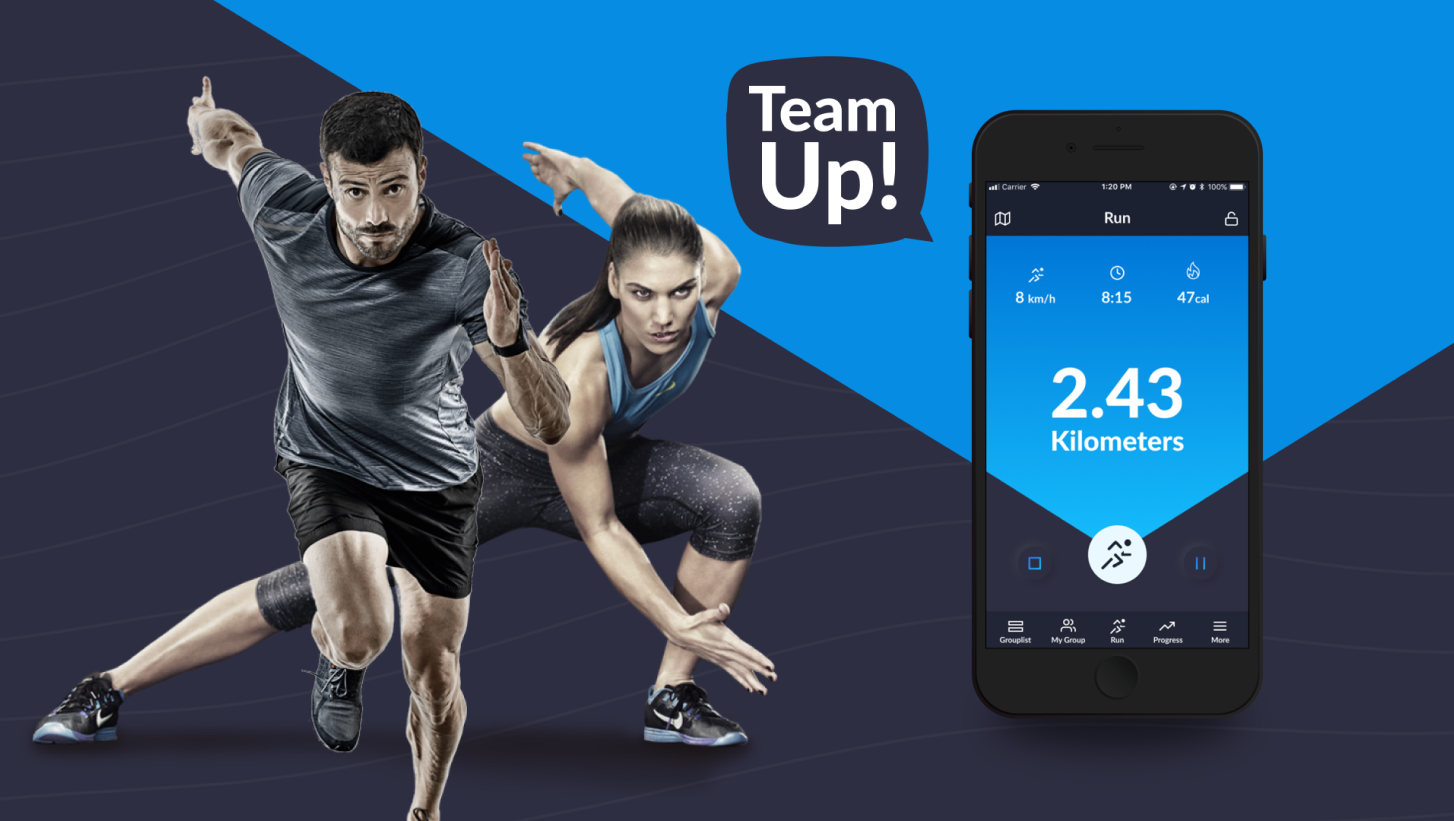 Team
Up!
Carrier 1:20 PM 100%
Run
8 km/h 8:15 47cal
2.43
Kilometers
Grouplist My Group Run Progress More